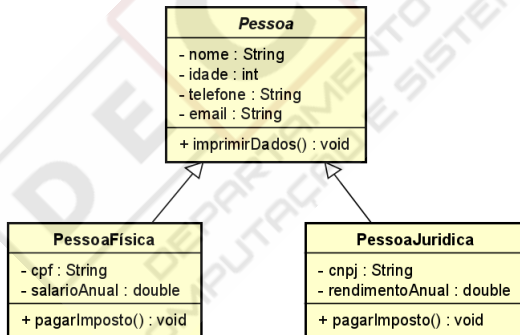 Pessoa
- nome : String
- idade : int
- telefone : String
- email : String
+ imprimirDados() : void
PessoaFísica
- cpf : String
- salarioAnual : double
+ pagarImposto() : void
PessoaJuridica
- cnpj : String
- rendimentoAnual : double
+ pagarImposto() : void